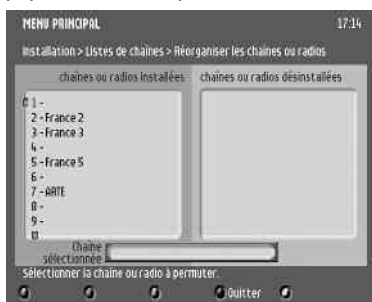 MENU PRINCIPAL 17:14
Installation > Listes de chaînes > Réorganiser les chaînes ou radios
chaînes ou radios installées chaînes ou radios désinstallées
1 -
2 - France 2
3 - France 3
4 -
5 - France 5
6 -
7 - ARTE
8 -
9 -
Chaîne
sélectionnée
Sélectionner la chaîne ou radio à permuter.
Quitter